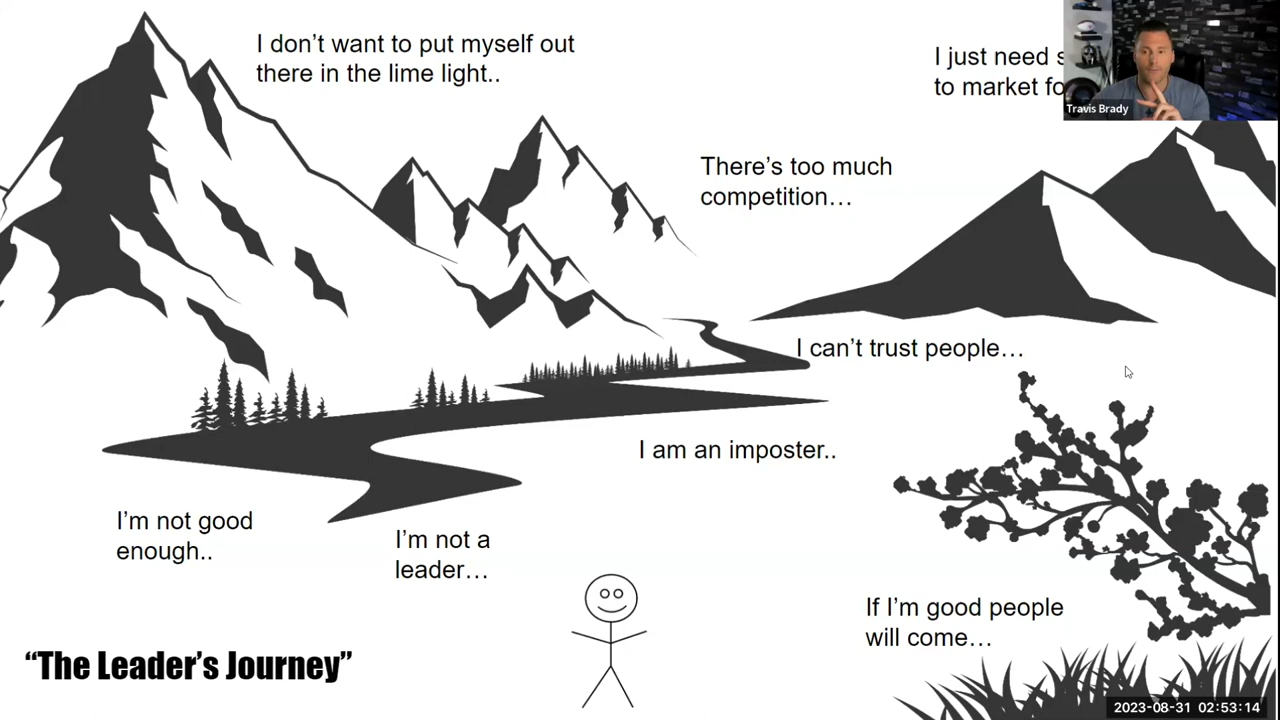 I don’t want to put myself out
there in the lime light..
I just need
to market
Travis Brady
There’s too much
competition…
I can’t trust people…
I am an imposter..
I’m not good
enough..
I’m not a
leader…
If I’m good people
will come…
“The Leader’s Journey”
2023-08-31 02:53:14